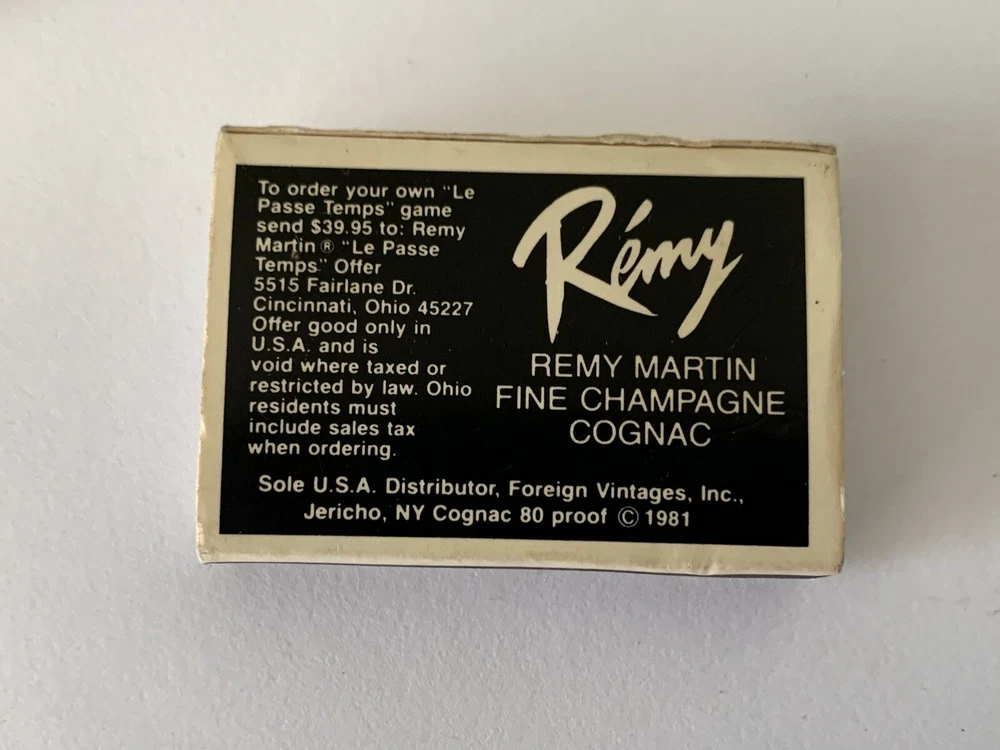 To order your own "Le
Passe Temps" game
send $39.95 to: Remy
Martin ® "Le Passe
Temps" Offer
5515 Fairlane Dr.
Cincinnati, Ohio 45227
Offer good only in
U.S.A. and is
void where taxed or
restricted by law. Ohio
residents must
include sales tax
when ordering.
Rémy
REMY MARTIN
FINE CHAMPAGNE
COGNAC
Sole U.S.A. Distributor, Foreign Vintages, Inc.,
Jericho, NY Cognac 80 proof © 1981